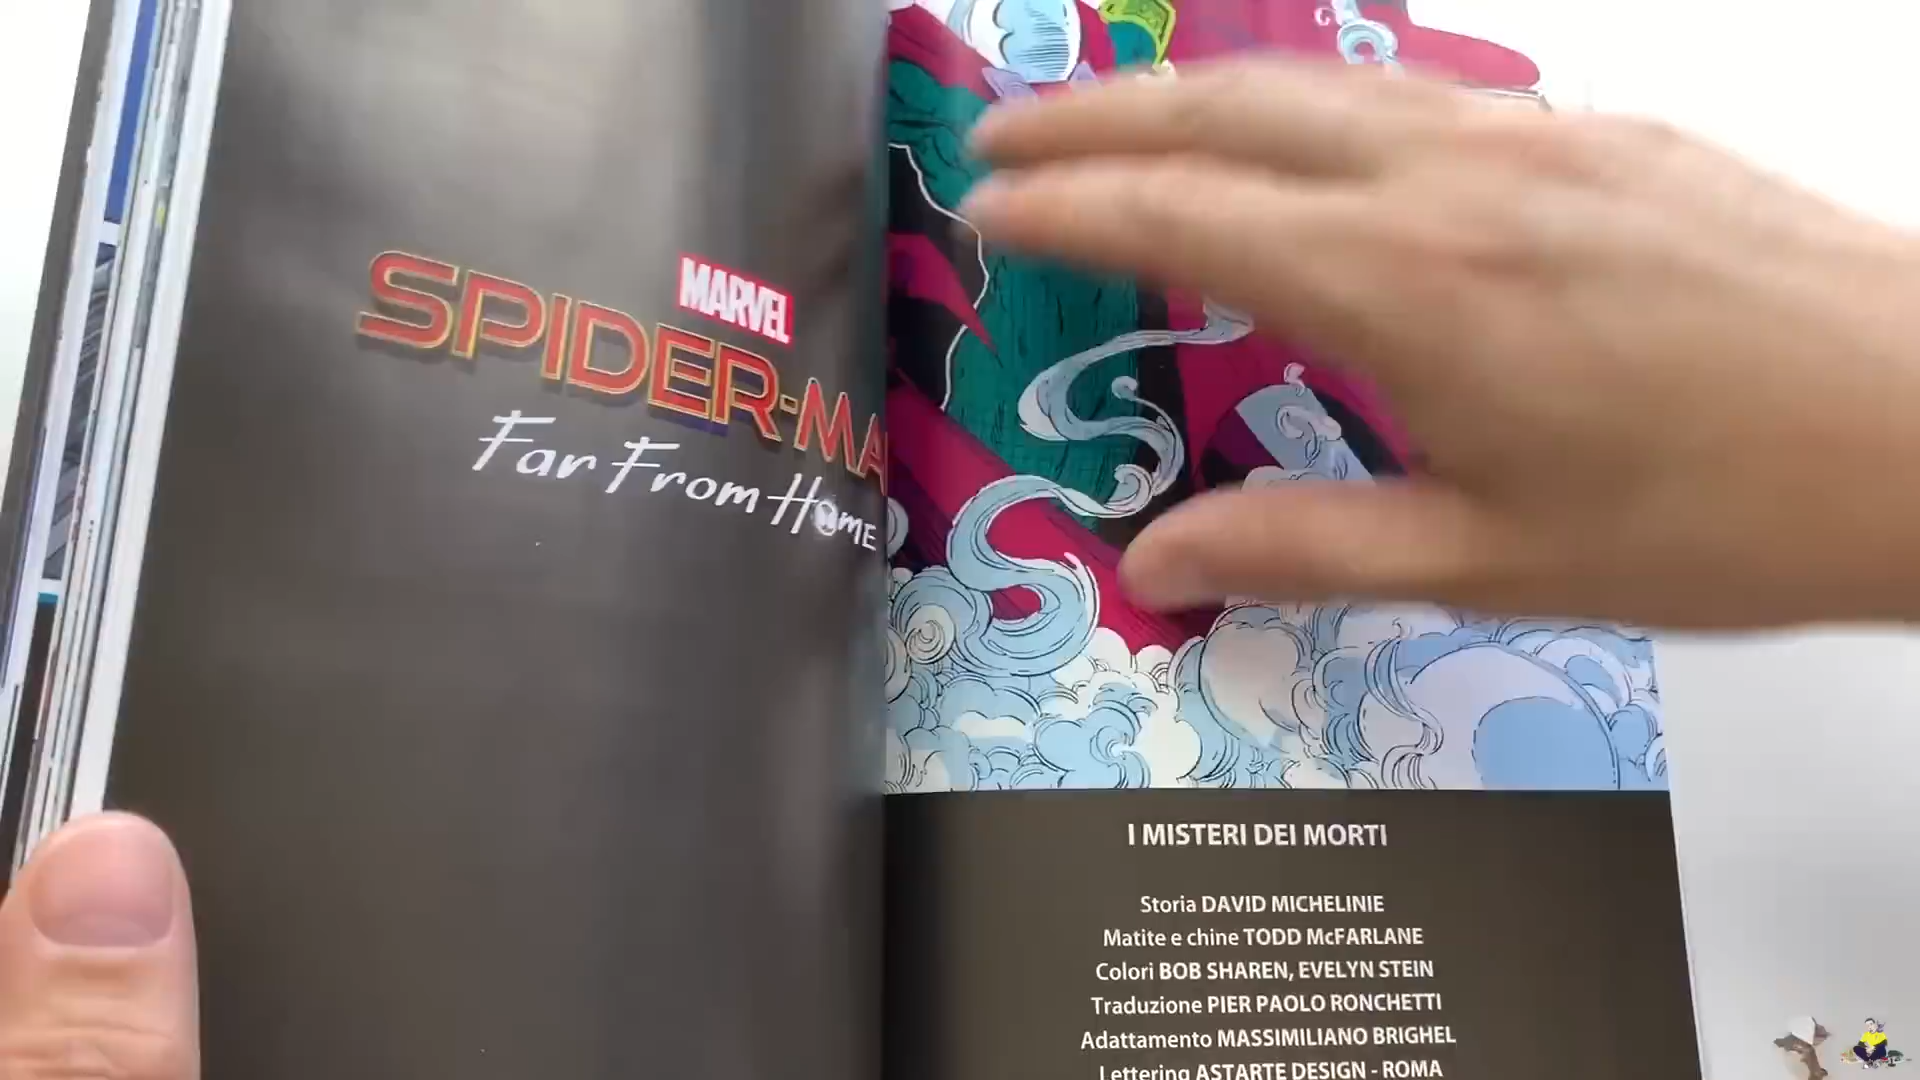 MARVEL
SPIDER-MA
Far From Home
I MISTERI DEI MORTI
Storia DAVID MICHELINIE
Matite e chine TODD McFARLANE
Colori BOB SHAREN, EVELYN STEIN
Traduzione PIER PAOLO RONCHETTI
Adattamento MASSIMILIANO BRIGHEL
Lettering ASTARTE DESIGN - ROMA